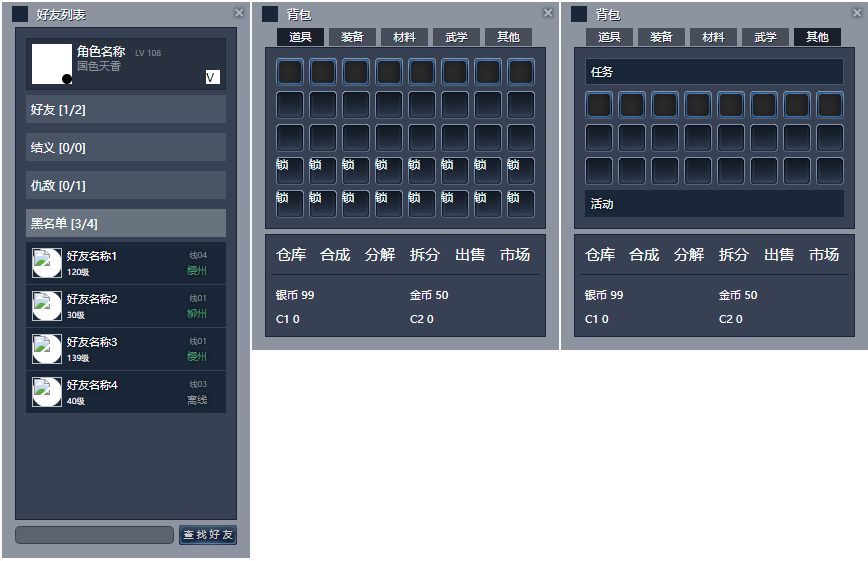 好友列表
角色名称 LV 108
国色天香
V
好友 [1/2]
结义 [0/0]
仇敌 [0/1]
黑名单 [3/4]
好友名称1 线04
120级 樱州
好友名称2 线01
30级 柳州
好友名称3 线01
139级 樱州
好友名称4 线03
40级 离线
查找好友
背包
道具 装备 材料 武学 其他
锁 锁 锁 锁 锁 锁 锁 锁
锁 锁 锁 锁 锁 锁 锁 锁
仓库 合成 分解 拆分 出售 市场
银币 99 金币 50
C1 0 C2 0
背包
道具 装备 材料 武学 其他
任务
活动
仓库 合成 分解 拆分 出售 市场
银币 99 金币 50
C1 0 C2 0